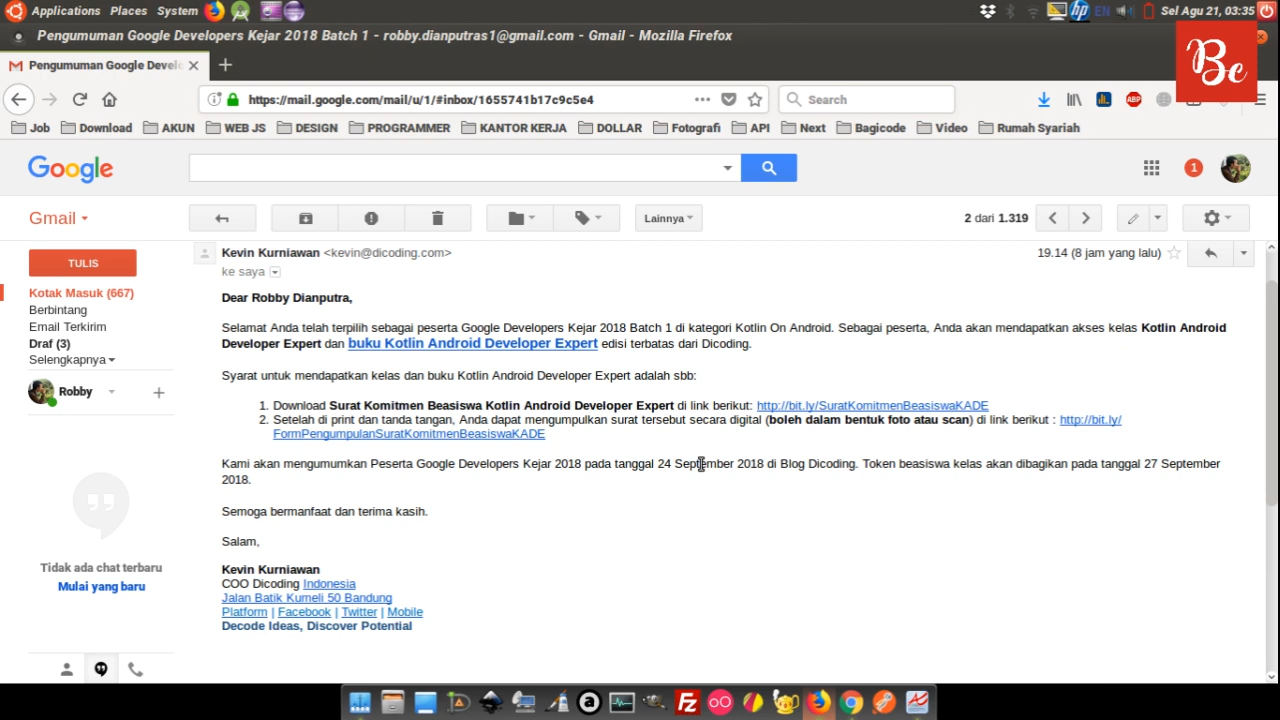 Applications Places System EN Sel Agu 21, 03:35
Pengumuman Google Developers Kejar 2018 Batch 1 - robby.dianputras1@gmail.com - Gmail - Mozilla Firefox
Be
Pengumuman Google Develo
https://mail.google.com/mail/u/1/#inbox/1655741b17c9c5e4 Search ABP
Job Download AKUN WEB JS DESIGN PROGRAMMER KANTOR KERJA DOLLAR Fotografi API Next Bagicode Video Rumah Syariah
Google 1
Gmail Lainnya 2 dari 1.319
TULIS
Kotak Masuk (667)
Berbintang
Email Terkirim
Draf (3)
Selengkapnya
Robby
Tidak ada chat terbaru
Mulai yang baru
Kevin Kurniawan <kevin@dicoding.com> 19.14 (8 jam yang lalu)
ke saya
Dear Robby Dianputra,
Selamat Anda telah terpilih sebagai peserta Google Developers Kejar 2018 Batch 1 di kategori Kotlin On Android. Sebagai peserta, Anda akan mendapatkan akses kelas Kotlin Android
Developer Expert dan buku Kotlin Android Developer Expert edisi terbatas dari Dicoding.
Syarat untuk mendapatkan kelas dan buku Kotlin Android Developer Expert adalah sbb:
1. Download Surat Komitmen Beasiswa Kotlin Android Developer Expert di link berikut: http://bit.ly/SuratKomitmenBeasiswaKADE
2. Setelah di print dan tanda tangan, Anda dapat mengumpulkan surat tersebut secara digital (boleh dalam bentuk foto atau scan) di link berikut : http://bit.ly/
FormPengumpulanSuratKomitmenBeasiswaKADE
Kami akan mengumumkan Peserta Google Developers Kejar 2018 pada tanggal 24 September 2018 di Blog Dicoding. Token beasiswa kelas akan dibagikan pada tanggal 27 September
2018.
Semoga bermanfaat dan terima kasih.
Salam,
Kevin Kurniawan
COO Dicoding Indonesia
Jalan Batik Kumeli 50 Bandung
Platform | Facebook | Twitter | Mobile
Decode Ideas, Discover Potential